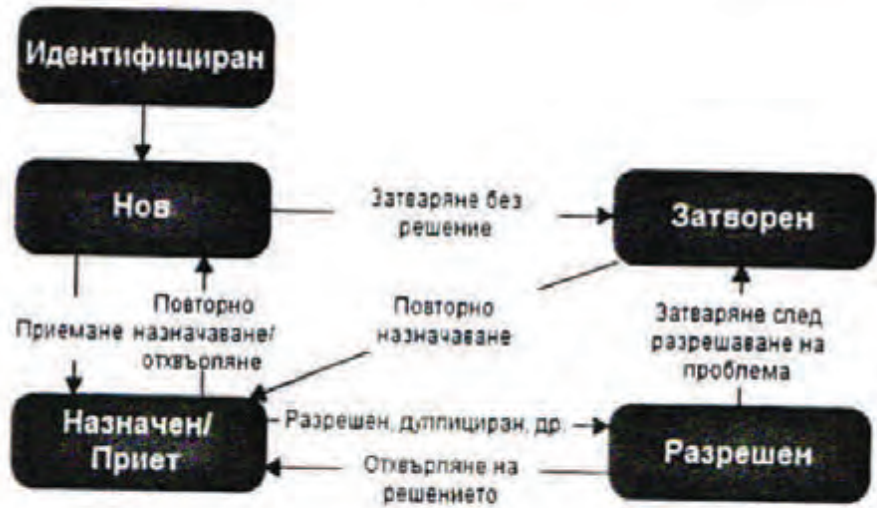 Идентифициран
Нов
Затваряне без
решение
Затворен
Приемане
Повторно
назначаване/
отхвърляне
Повторно
назначаване
Затваряне след
разрешаване на
проблема
Назначен/
Приет
Разрешен, дуплициран, др.
Отхвърляне на
решението
Разрешен